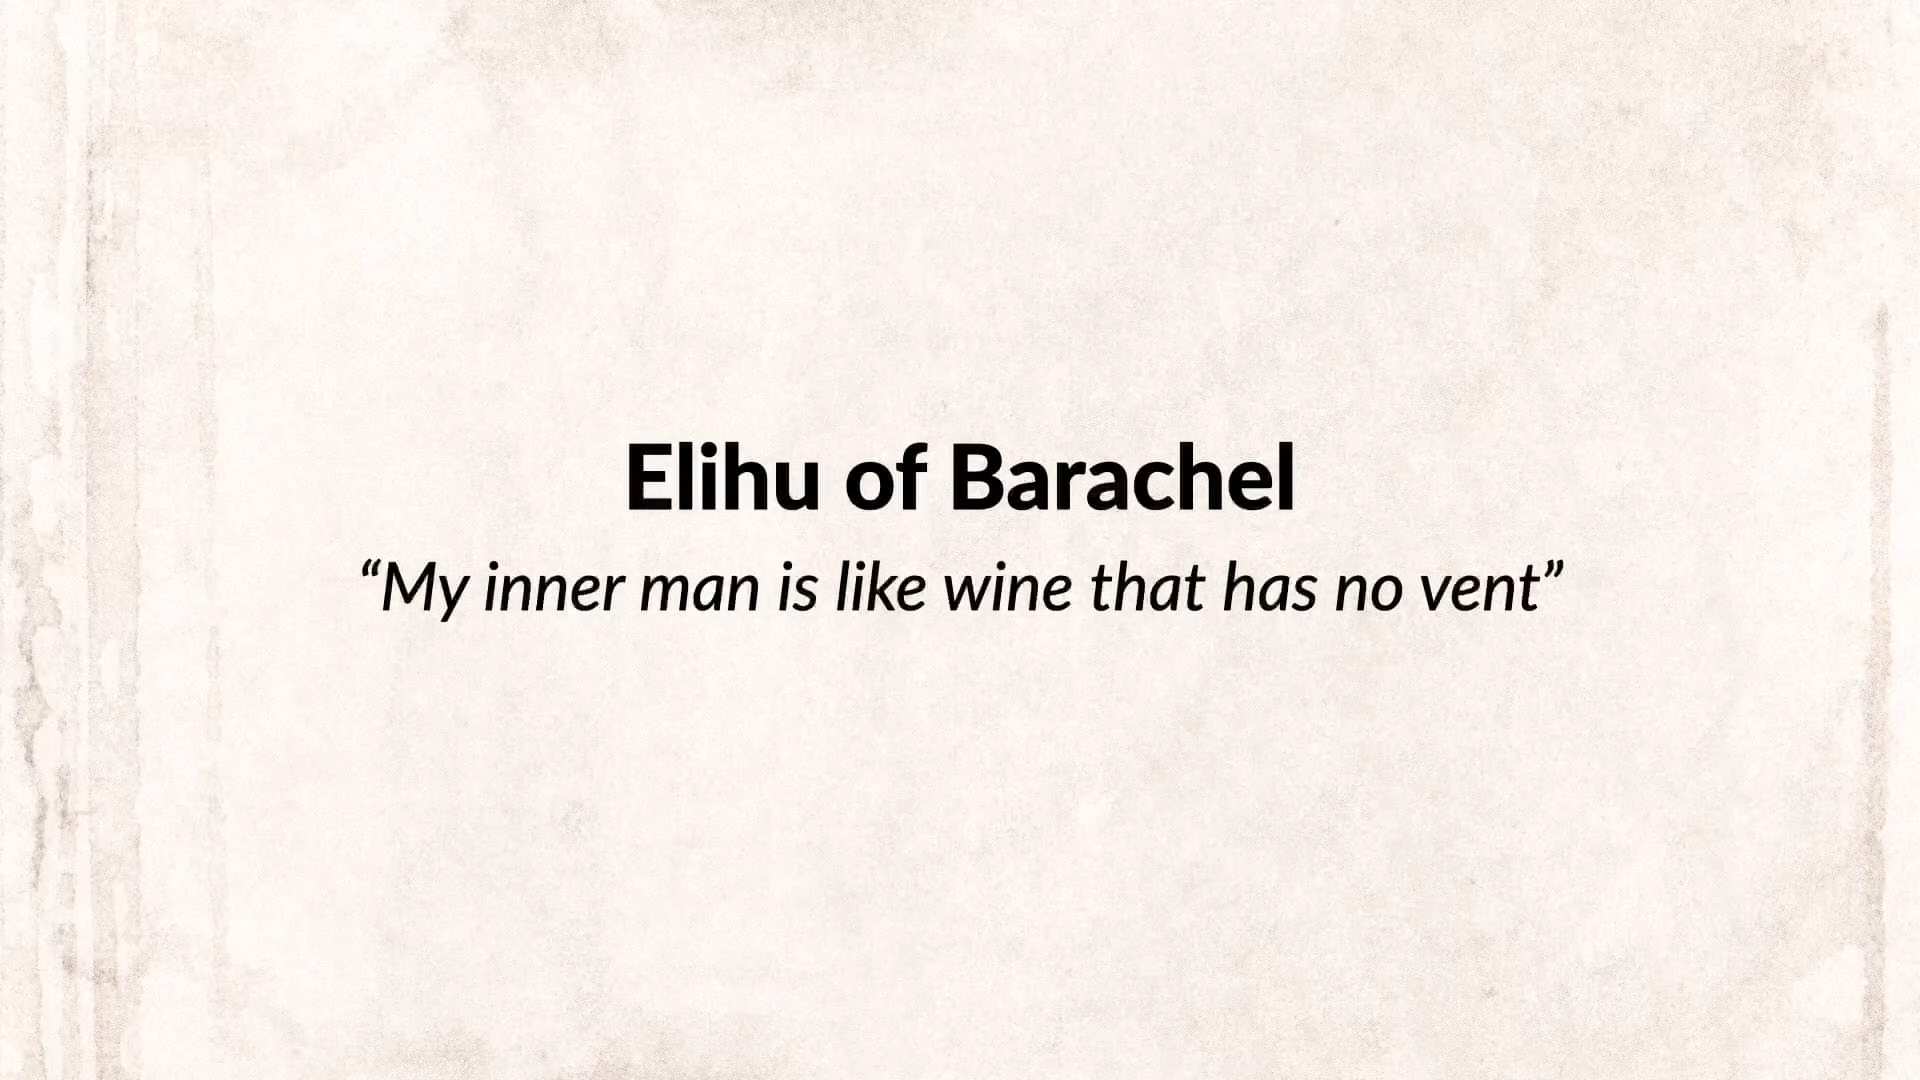 Elihu of Barachel
“My inner man is like wine that has no vent”